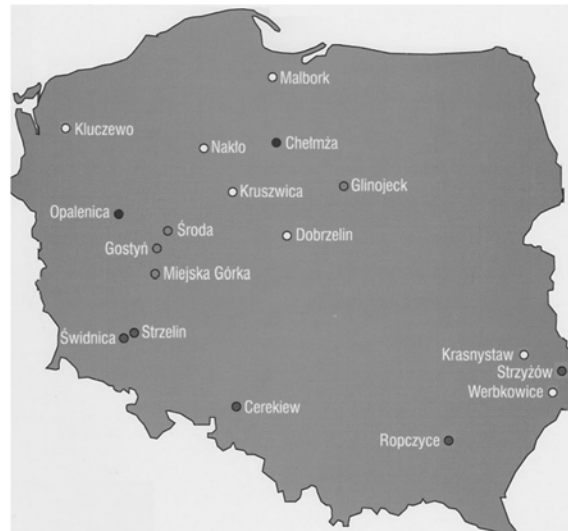 Malbork
Kluczewo
Chełmża
Nakło
Glinojeck
Kruszwica
Opalenica
Środa
Dobrzelin
Gostyń
Miejska Górka
Strzelin
Świdnica
Krasnystaw
Strzyżów
Werbkowice
Cerekiew
Ropczyce